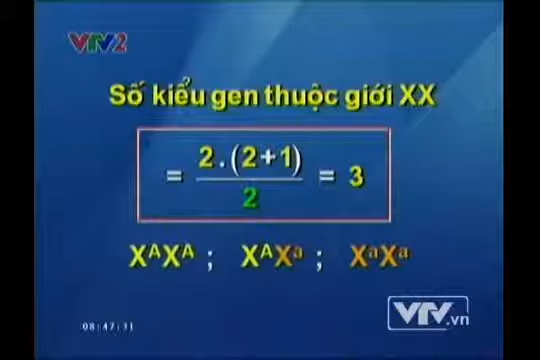 VTV2
Số kiểu gen thuộc giới XX
= 2.(2+1) / 2 = 3
XᴬXᴬ ; XᴬXᵃ ; XᵃXᵃ
VTV.vn
08:47:31